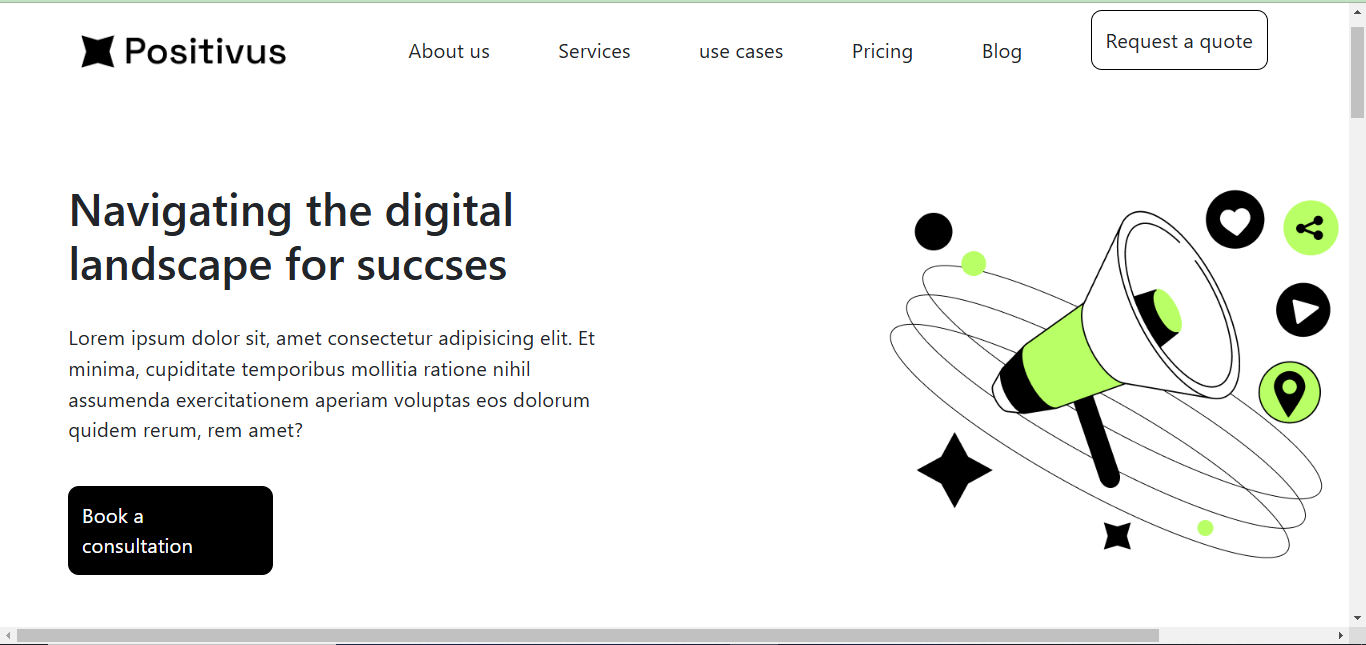 Positivus
About us
Services
use cases
Pricing
Blog
Request a quote
Navigating the digital
landscape for succses
Lorem ipsum dolor sit, amet consectetur adipisicing elit. Et
minima, cupiditate temporibus mollitia ratione nihil
assumenda exercitationem aperiam voluptas eos dolorum
quidem rerum, rem amet?
Book a
consultation